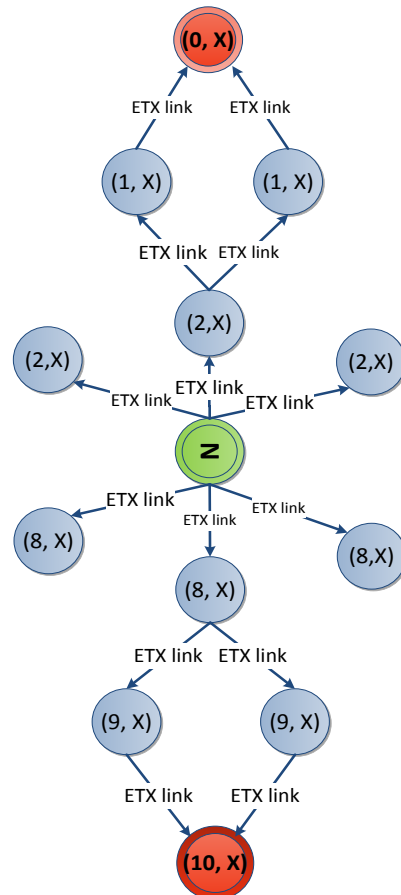 (0, X)
ETX link
ETX link
(1, X)
(1, X)
ETX link
ETX link
(2,X)
(2,X)
(2,X)
ETX link
ETX link
ETX link
N
ETX link
ETX link
ETX link
(8, X)
(8,X)
(8, X)
ETX link
ETX link
(9, X)
(9, X)
ETX link
ETX link
(10, X)